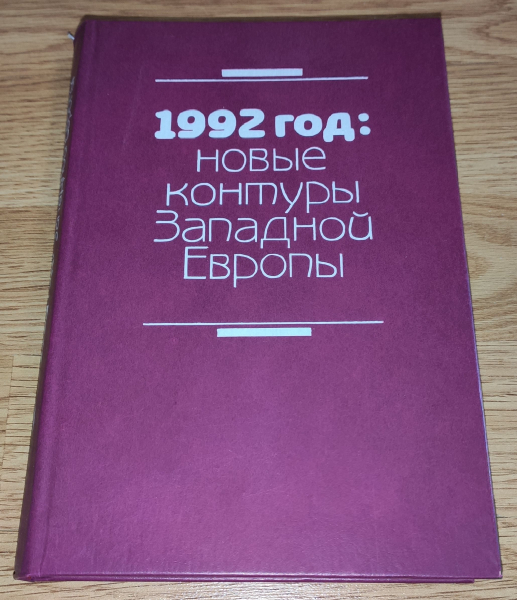 1992 год:
новые
контуры
Западной
Европы